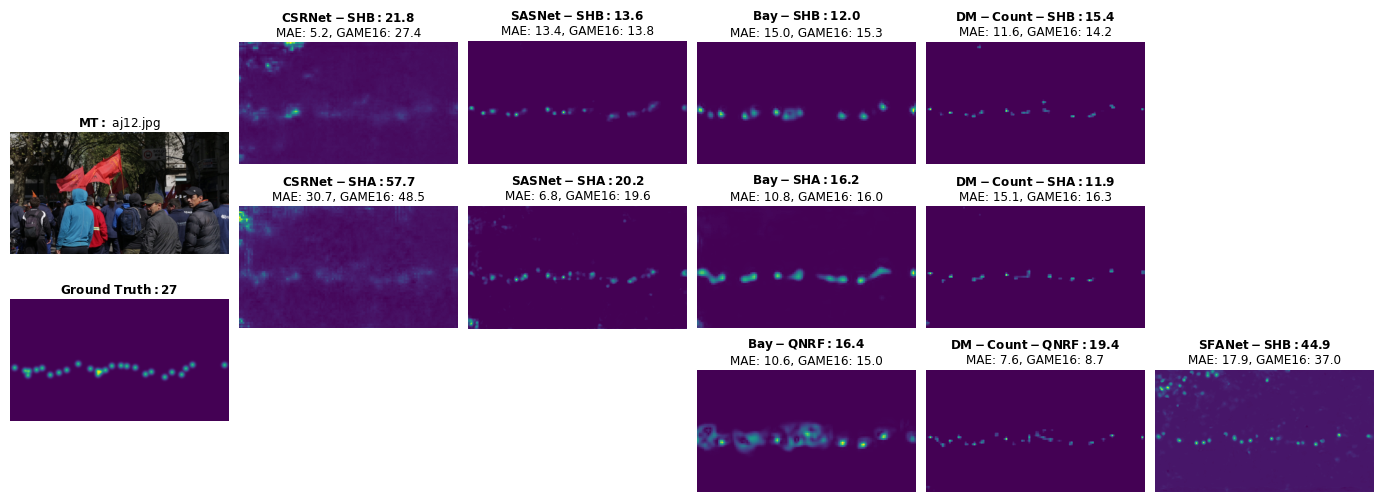 CSRNet−SHB: 21.8
MAE: 5.2, GAME16: 27.4
SASNet−SHB: 13.6
MAE: 13.4, GAME16: 13.8
Bay−SHB: 12.0
MAE: 15.0, GAME16: 15.3
DM−Count−SHB: 15.4
MAE: 11.6, GAME16: 14.2
MT: aj12.jpg
CSRNet−SHA: 57.7
MAE: 30.7, GAME16: 48.5
SASNet−SHA: 20.2
MAE: 6.8, GAME16: 19.6
Bay−SHA: 16.2
MAE: 10.8, GAME16: 16.0
DM−Count−SHA: 11.9
MAE: 15.1, GAME16: 16.3
Ground Truth: 27
Bay−QNRF: 16.4
MAE: 10.6, GAME16: 15.0
DM−Count−QNRF: 19.4
MAE: 7.6, GAME16: 8.7
SFANet−SHB: 44.9
MAE: 17.9, GAME16: 37.0